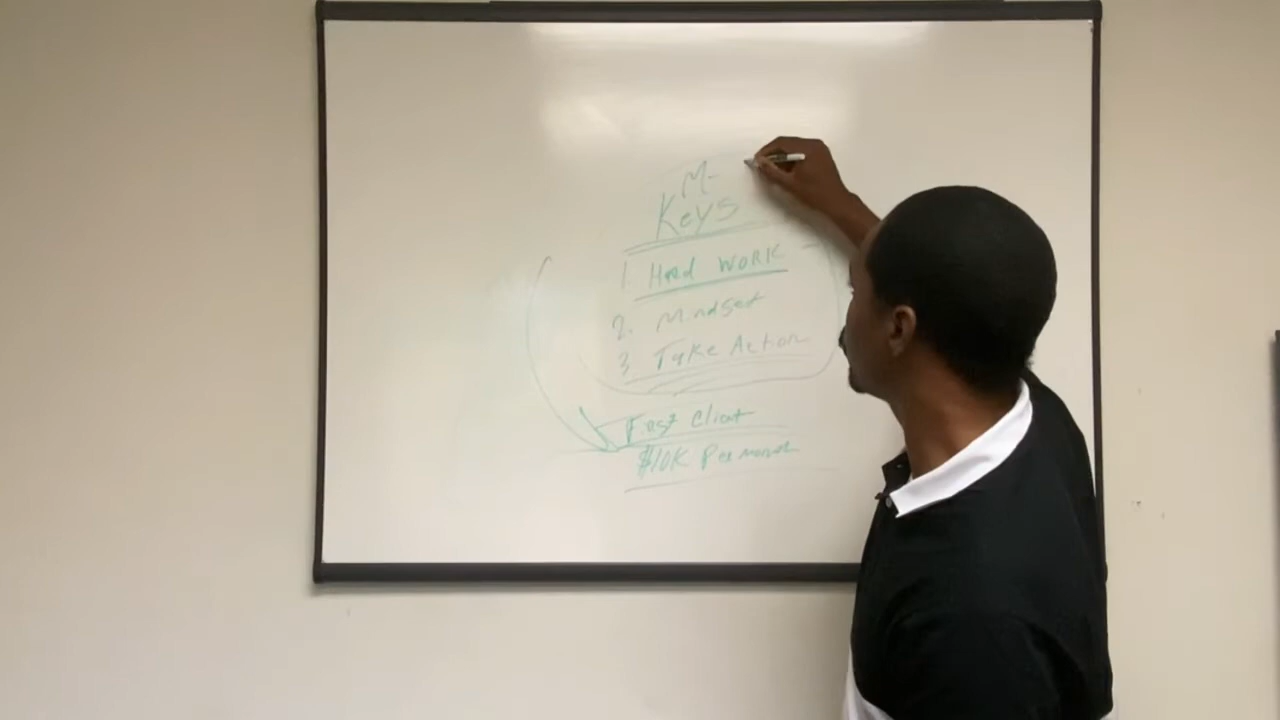 M-
Keys
1 Hard WORK
2. Mindset
3 Take Action
First Client
$10K Per month